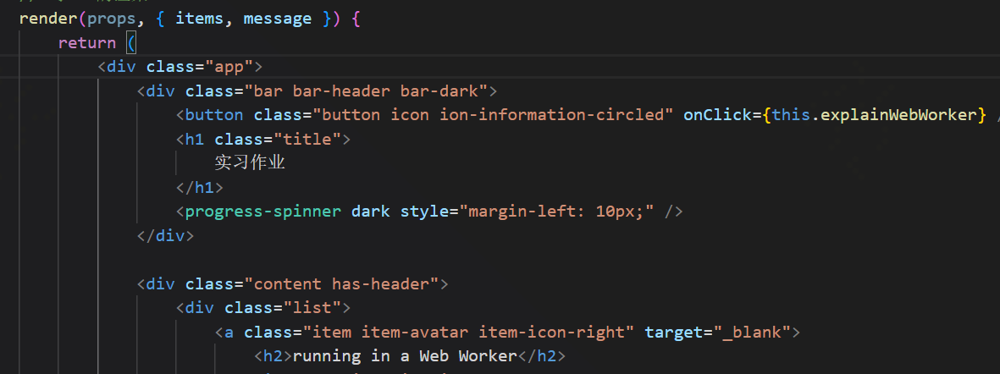 render(props, { items, message }) {
return (
<div class="app">
<div class="bar bar-header bar-dark">
<button class="button icon ion-information-circled" onClick={this.explainWebWorker} /
<h1 class="title">
实习作业
</h1>
<progress-spinner dark style="margin-left: 10px;" />
</div>
<div class="content has-header">
<div class="list">
<a class="item item-avatar item-icon-right" target="_blank">
<h2>running in a Web Worker</h2>